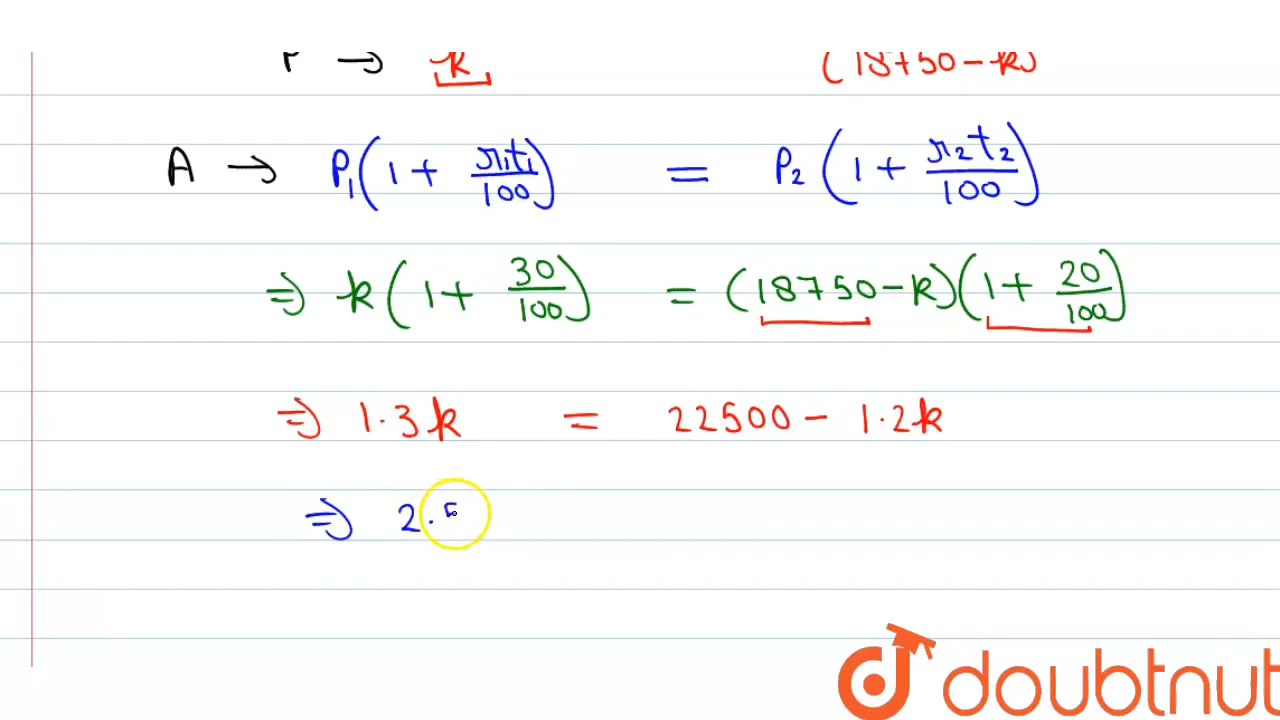 P → k (18750 - k)
A → P₁(1 + r₁t₁/100) = P₂(1 + r₂t₂/100)
⇒ k(1 + 30/100) = (18750 - k)(1 + 20/100)
⇒ 1.3k = 22500 - 1.2k
⇒ 2.5
doubtnut